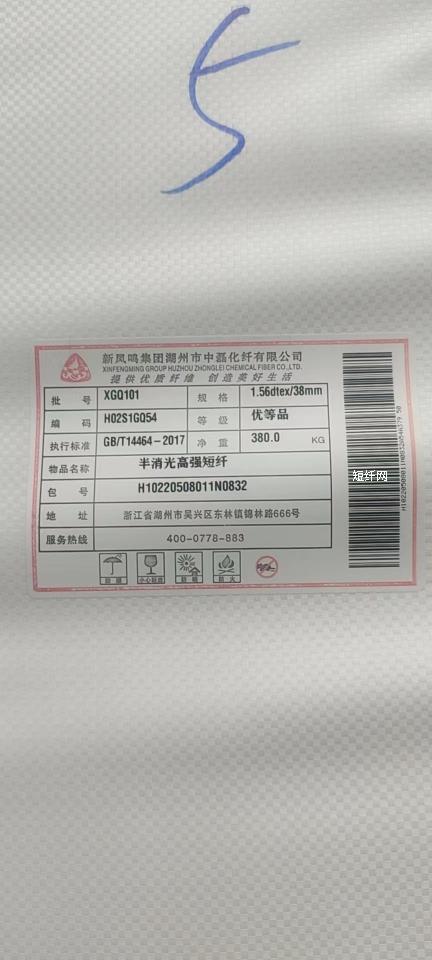 5
新凤鸣集团湖州市中磊化纤有限公司
XINFENGMING GROUP HUZHOU ZHONGLEI CHEMICAL FIBER CO.,LTD.
提供优质纤维 创造美好生活
批 号 XGQ101 规 格 1.56dtex/38mm
编 码 H02S1GQ54 等 级 优等品
执行标准 GB/T14464-2017 净 重 380.0 KG
物品名称 半消光高强短纤
包 号 H10220508011N0832
地 址 浙江省湖州市吴兴区东林镇锦林路666号
服务热线 400-0778-883
防 潮 小心轻放 防 晒 防 火
短纤网